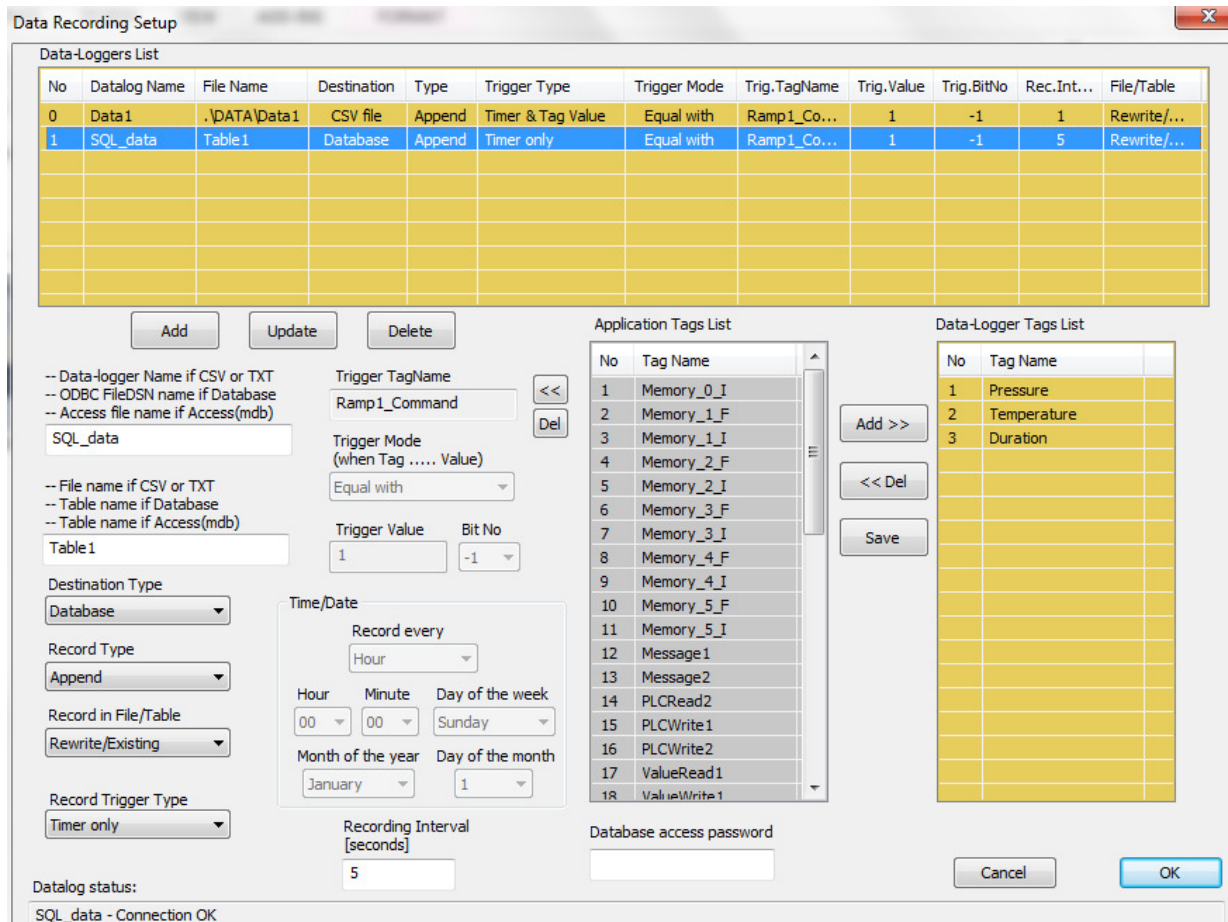 Data Recording Setup
Data-Loggers List
No Datalog Name File Name Destination Type Trigger Type Trigger Mode Trig.TagName Trig.Value Trig.BitNo Rec.Int... File/Table
0 Data1 .\DATA\Data1 CSV file Append Timer & Tag Value Equal with Ramp1_Co... 1 -1 1 Rewrite/...
1 SQL_data Table1 Database Append Timer only Equal with Ramp1_Co... 1 -1 5 Rewrite/...
Add Update Delete
-- Data-logger Name if CSV or TXT
-- ODBC FileDSN name if Database
-- Access file name if Access(mdb)
SQL_data
-- File name if CSV or TXT
-- Table name if Database
-- Table name if Access(mdb)
Table1
Destination Type
Database
Record Type
Append
Record in File/Table
Rewrite/Existing
Record Trigger Type
Timer only
Trigger TagName
Ramp1_Command
<<
Del
Trigger Mode
(when Tag ..... Value)
Equal with
Trigger Value Bit No
1 -1
Time/Date
Record every
Hour
Hour Minute Day of the week
00 00 Sunday
Month of the year Day of the month
January 1
Recording Interval
[seconds]
5
Application Tags List
No Tag Name
1 Memory_0_I
2 Memory_1_F
3 Memory_1_I
4 Memory_2_F
5 Memory_2_I
6 Memory_3_F
7 Memory_3_I
8 Memory_4_F
9 Memory_4_I
10 Memory_5_F
11 Memory_5_I
12 Message1
13 Message2
14 PLCRead2
15 PLCWrite1
16 PLCWrite2
17 ValueRead1
18 ValueWrite1
Add >>
<< Del
Save
Data-Logger Tags List
No Tag Name
1 Pressure
2 Temperature
3 Duration
Database access password
Cancel OK
Datalog status:
SQL_data - Connection OK